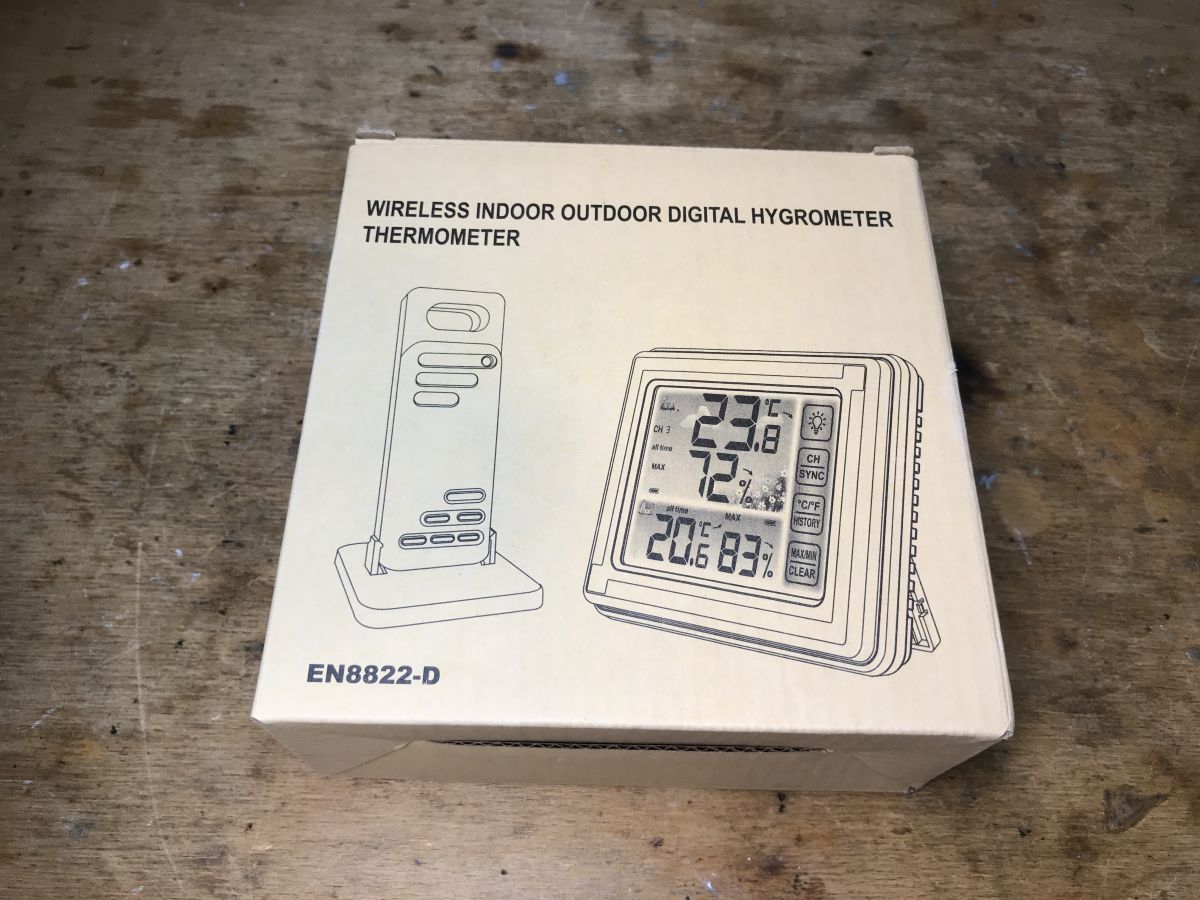 WIRELESS INDOOR OUTDOOR DIGITAL HYGROMETER
THERMOMETER
23.8 °C
CH 3
all time
MAX
72%
all time MAX
20.6 °C 83%
CH
SYNC
°C/°F
HISTORY
MAX/MIN
CLEAR
EN8822-D